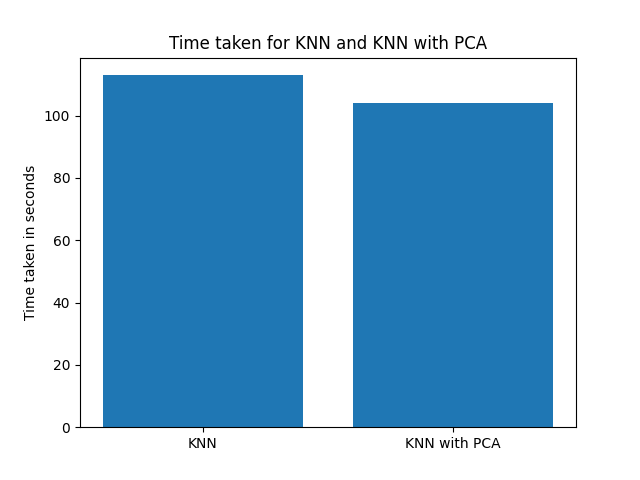 Time taken for KNN and KNN with PCA
Time taken in seconds
100
80
60
40
20
0
KNN
KNN with PCA